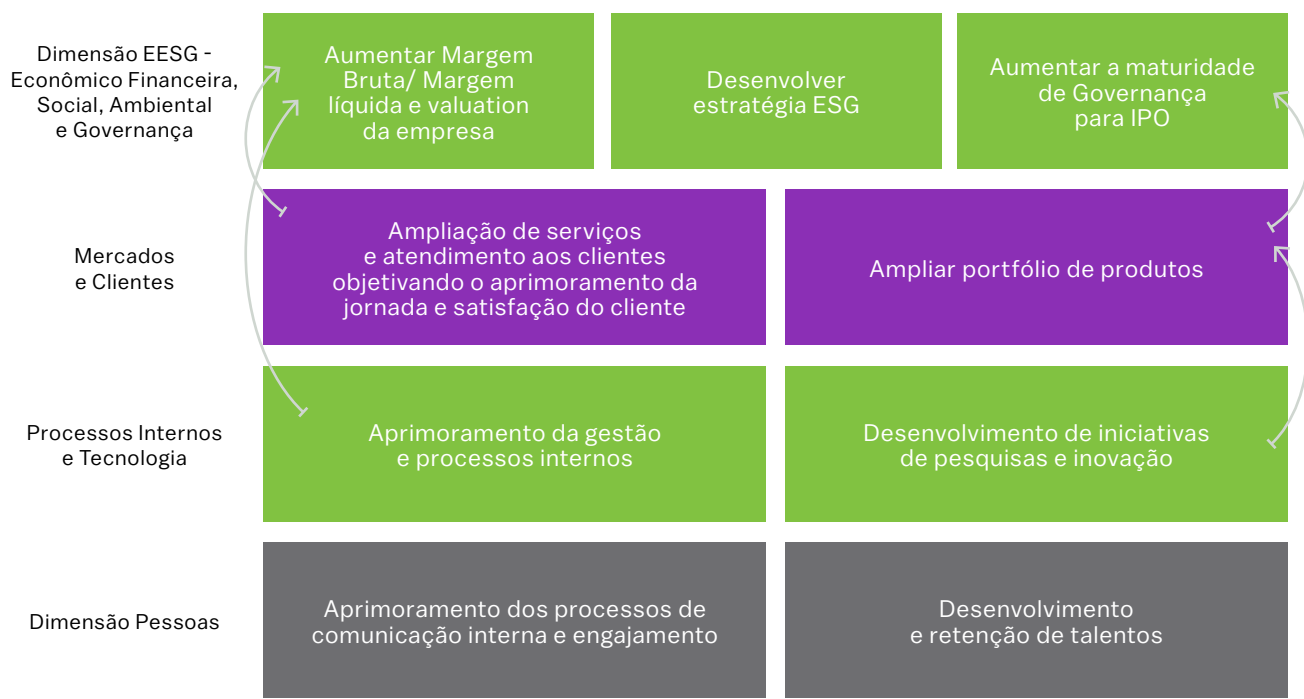 Dimensão EESG -
Econômico Financeira,
Social, Ambiental
e Governança
Aumentar Margem
Bruta/ Margem
líquida e valuation
da empresa
Desenvolver
estratégia ESG
Aumentar a maturidade
de Governança
para IPO
Mercados
e Clientes
Ampliação de serviços
e atendimento aos clientes
objetivando o aprimoramento da
jornada e satisfação do cliente
Ampliar portfólio de produtos
Processos Internos
e Tecnologia
Aprimoramento da gestão
e processos internos
Desenvolvimento de iniciativas
de pesquisas e inovação
Dimensão Pessoas
Aprimoramento dos processos de
comunicação interna e engajamento
Desenvolvimento
e retenção de talentos